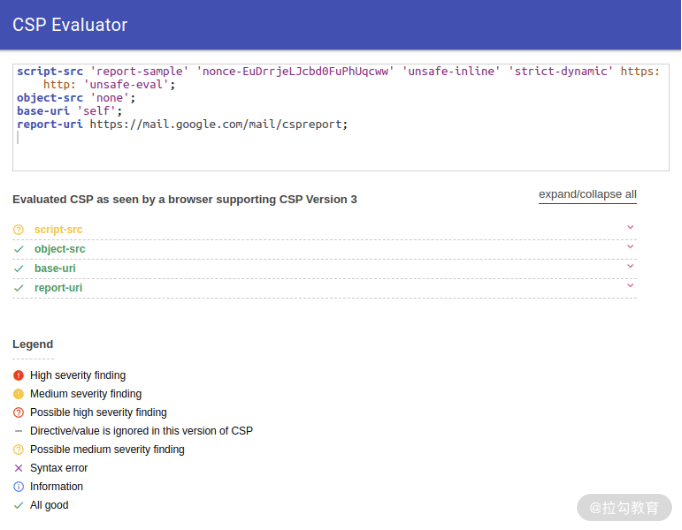 CSP Evaluator
script-src 'report-sample' 'nonce-EuDrrjeLJcbd0FuPhUqcww' 'unsafe-inline' 'strict-dynamic' https:
http: 'unsafe-eval';
object-src 'none';
base-uri 'self';
report-uri https://mail.google.com/mail/cspreport;
Evaluated CSP as seen by a browser supporting CSP Version 3
expand/collapse all
script-src
object-src
base-uri
report-uri
Legend
High severity finding
Medium severity finding
Possible high severity finding
Directive/value is ignored in this version of CSP
Possible medium severity finding
Syntax error
Information
All good
@拉勾教育